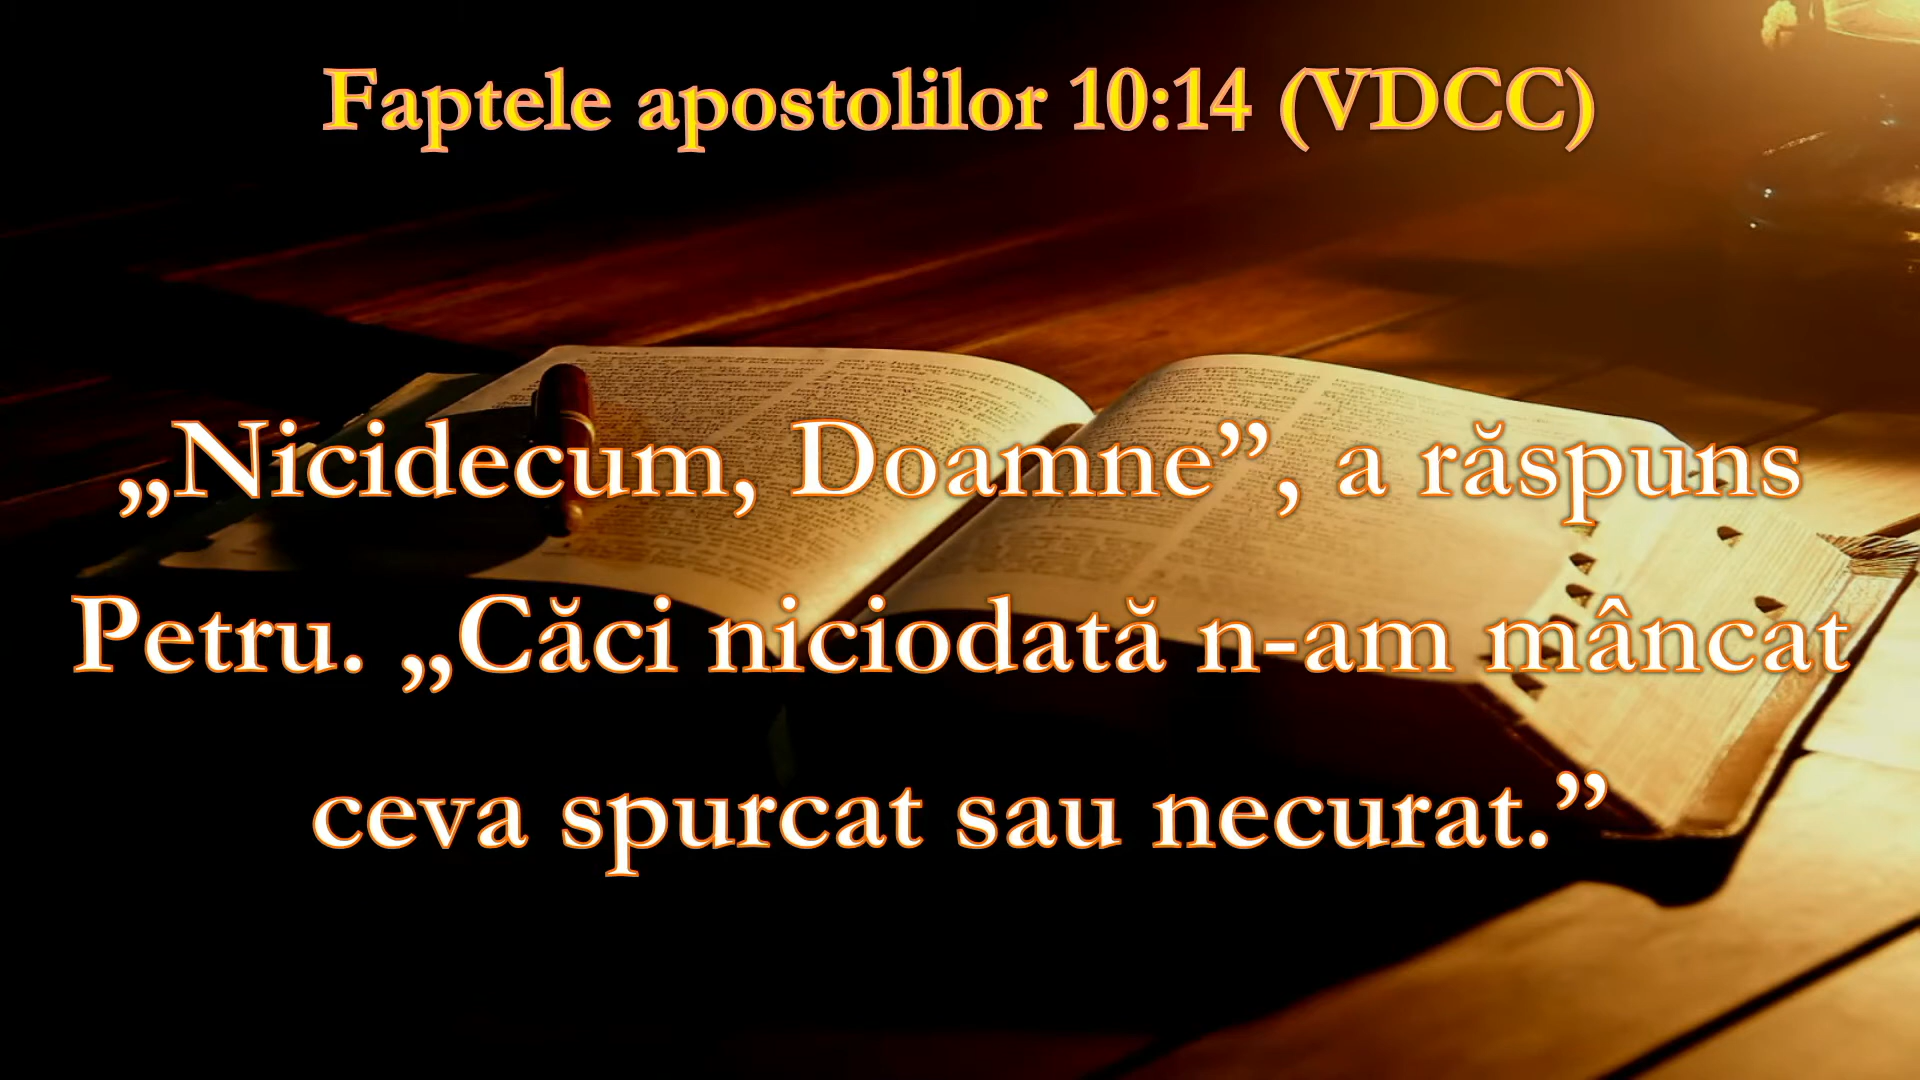 Faptele apostolilor 10:14 (VDCC)
„Nicidecum, Doamne”, a răspuns
Petru. „Căci niciodată n-am mâncat
ceva spurcat sau necurat.”